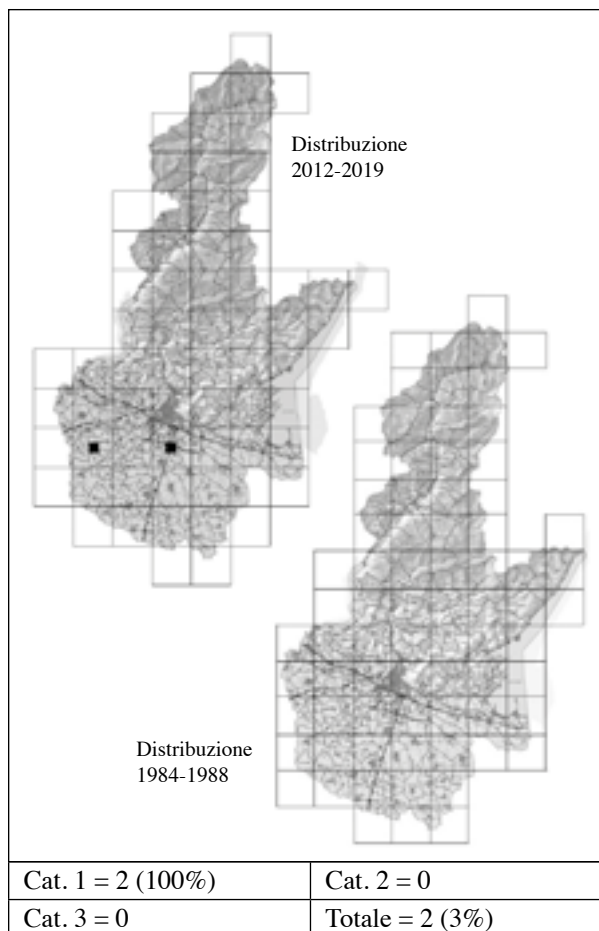 Distribuzione
2012-2019
Distribuzione
1984-1988
Cat. 1 = 2 (100%)
Cat. 2 = 0
Cat. 3 = 0
Totale = 2 (3%)